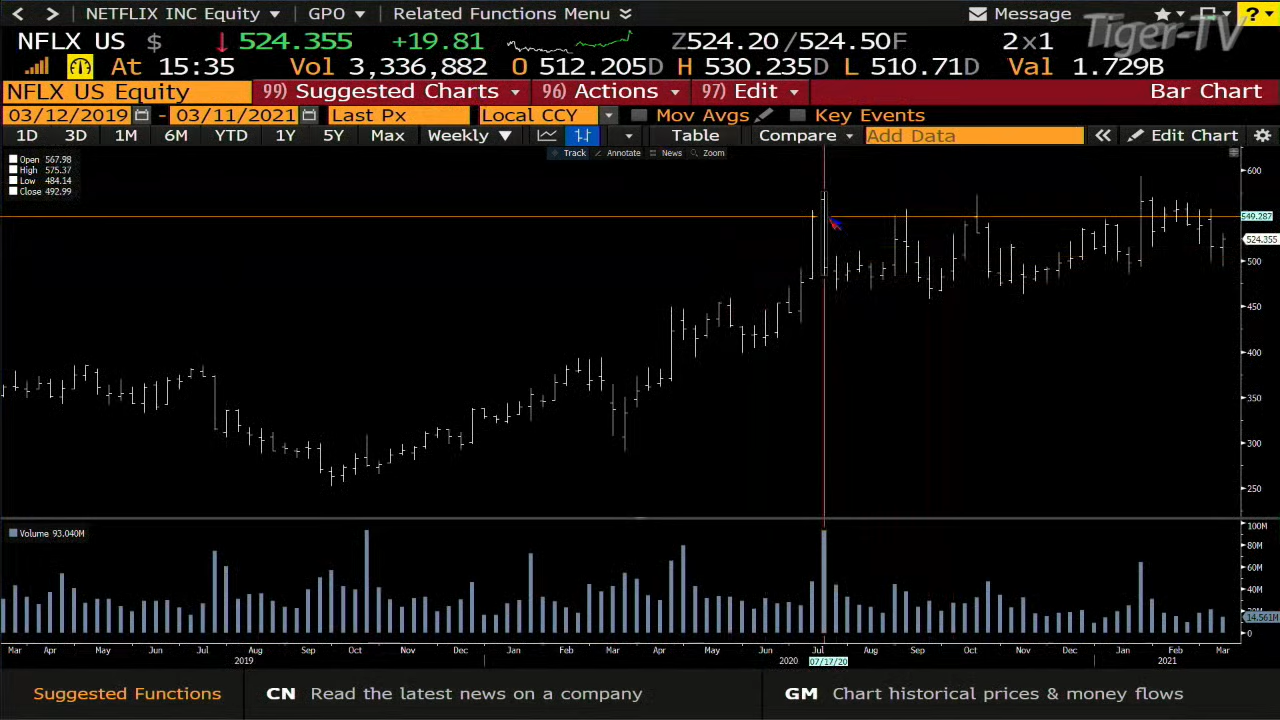 NETFLIX INC Equity GPO Related Functions Menu Message ?
NFLX US $ 524.355 +19.81 Z524.20 /524.50F 2x1 Tiger-TV
At 15:35 Vol 3,336,882 O 512.205D H 530.235D L 510.71D Val 1.729B
NFLX US Equity 99) Suggested Charts 96) Actions 97) Edit Bar Chart
03/12/2019 - 03/11/2021 Last Px Local CCY Mov Avgs Key Events
1D 3D 1M 6M YTD 1Y 5Y Max Weekly Table Compare Add Data « Edit Chart
Track Annotate News Zoom
Open 567.98
High 575.37
Low 484.14
Close 492.99
600
549.287
524.355
500
450
400
350
300
250
Volume 93.040M
100M
80M
60M
40M
20M
14.561M
0
Mar Apr May Jun Jul Aug Sep Oct Nov Dec Jan Feb Mar Apr May Jun Jul Aug Sep Oct Nov Dec Jan Feb Mar
2019 2020 07/17/20 2021
Suggested Functions CN Read the latest news on a company GM Chart historical prices & money flows